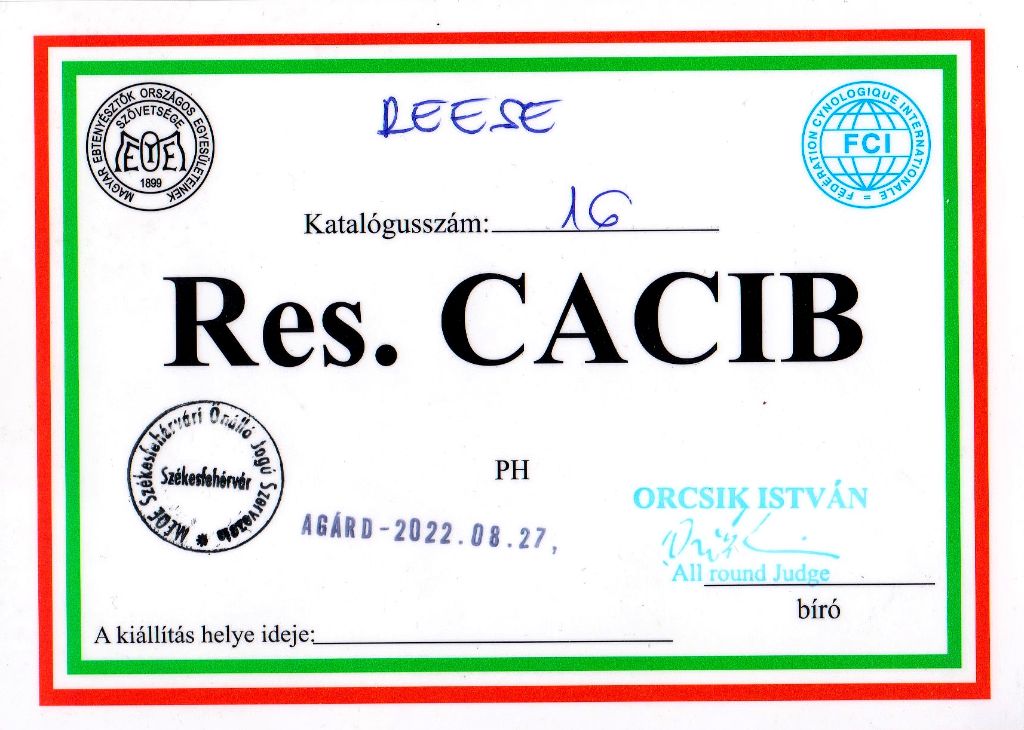 REESE
MAGYAR EBTENYÉSZTŐK ORSZÁGOS EGYESÜLETEINEK
SZÖVETSÉGE
MEOE
1899
FÉDÉRATION CYNOLOGIQUE INTERNATIONALE
FCI
Katalógusszám: 16
Res. CACIB
MEOE Székesfehérvári Önálló Jogú Szervezete
Székesfehérvár
PH
ORCSIK ISTVÁN
AGÁRD-2022.08.27,
All round Judge
bíró
A kiállítás helye ideje: